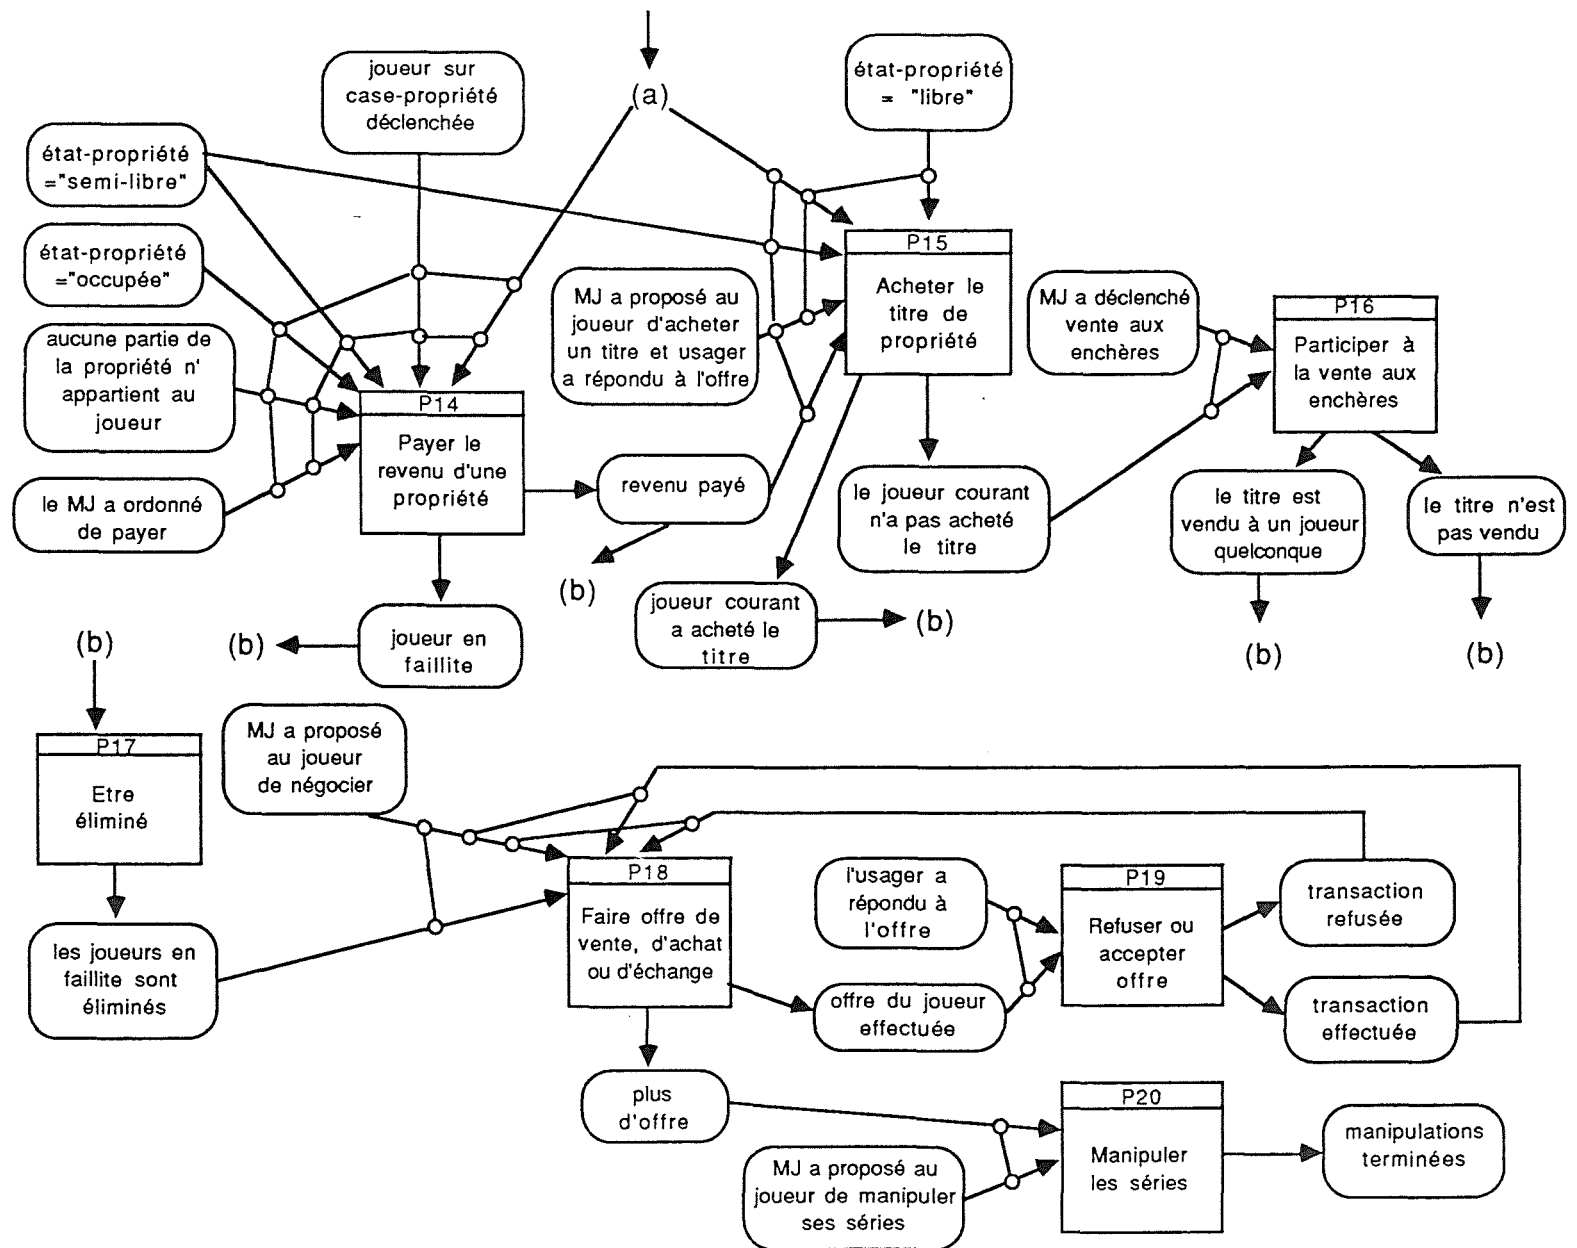 joueur sur
case-propriété
déclenchée
(a)
état-propriété
= "libre"
état-propriété
="semi-libre"
état-propriété
="occupée"
aucune partie de
la propriété n'
appartient au
joueur
le MJ a ordonné
de payer
P14
Payer le
revenu d'une
propriété
MJ a proposé au
joueur d'acheter
un titre et usager
a répondu à l'offre
P15
Acheter le
titre de
propriété
MJ a déclenché
vente aux
enchères
P16
Participer à
la vente aux
enchères
revenu payé
le joueur courant
n'a pas acheté
le titre
le titre est
vendu à un joueur
quelconque
le titre n'est
pas vendu
(b)
joueur courant
a acheté le
titre
(b)
(b)
(b)
(b)
joueur en
faillite
(b)
P17
Etre
éliminé
les joueurs en
faillite sont
éliminés
MJ a proposé
au joueur
de négocier
P18
Faire offre de
vente, d'achat
ou d'échange
l'usager a
répondu à
l'offre
offre du joueur
effectuée
P19
Refuser ou
accepter
offre
transaction
refusée
transaction
effectuée
plus
d'offre
MJ a proposé au
joueur de manipuler
ses séries
P20
Manipuler
les séries
manipulations
terminées